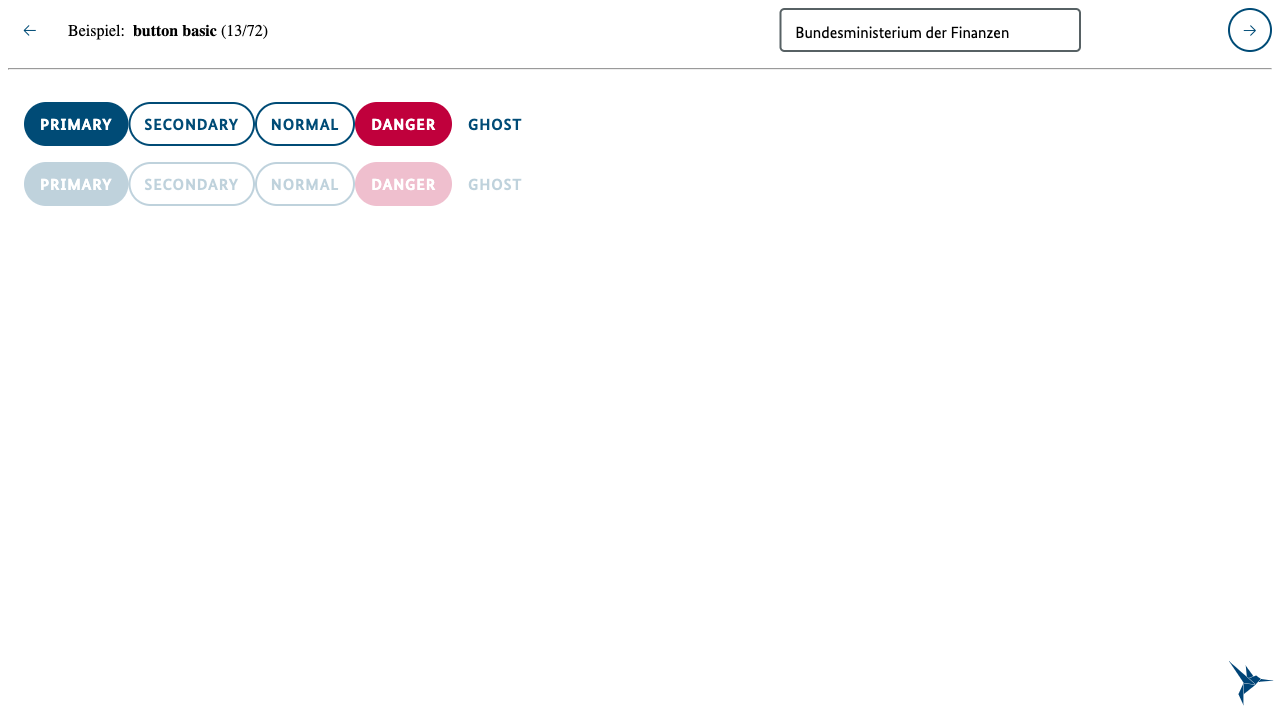 Beispiel: button basic (13/72) Bundesministerium der Finanzen
PRIMARY SECONDARY NORMAL DANGER GHOST
PRIMARY SECONDARY NORMAL DANGER GHOST